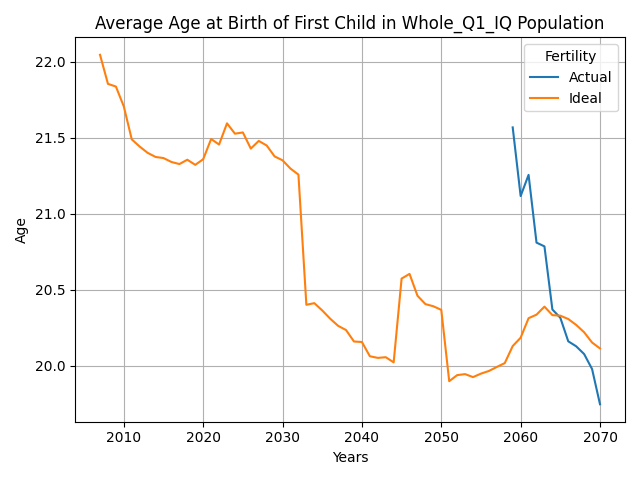 Average Age at Birth of First Child in Whole_Q1_IQ Population
Fertility
Actual
Ideal
22.0
21.5
21.0
20.5
20.0
Age
2010 2020 2030 2040 2050 2060 2070
Years